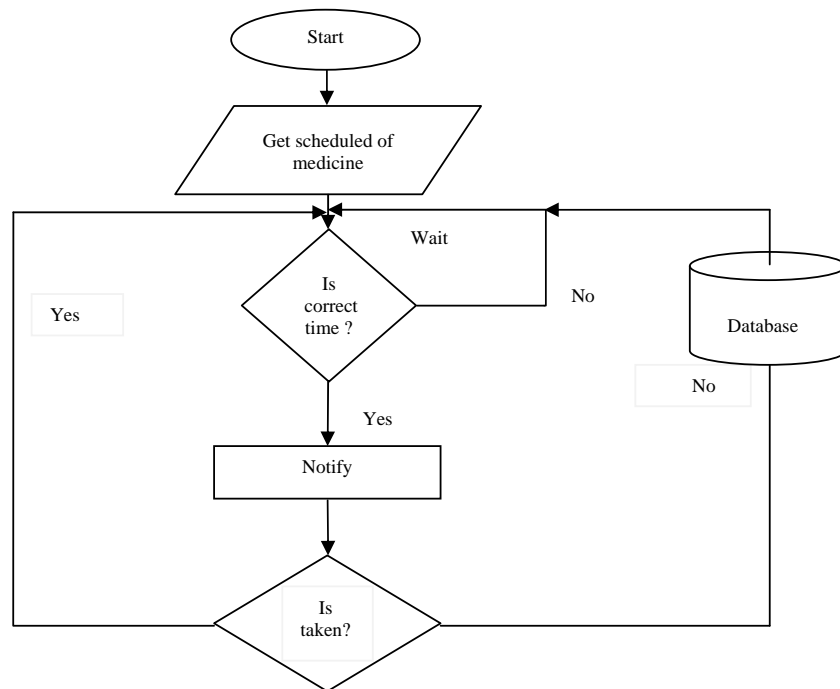 Start
Get scheduled of
medicine
Wait
Is
correct
time ?
No
Yes
Database
No
Yes
Notify
Is
taken?